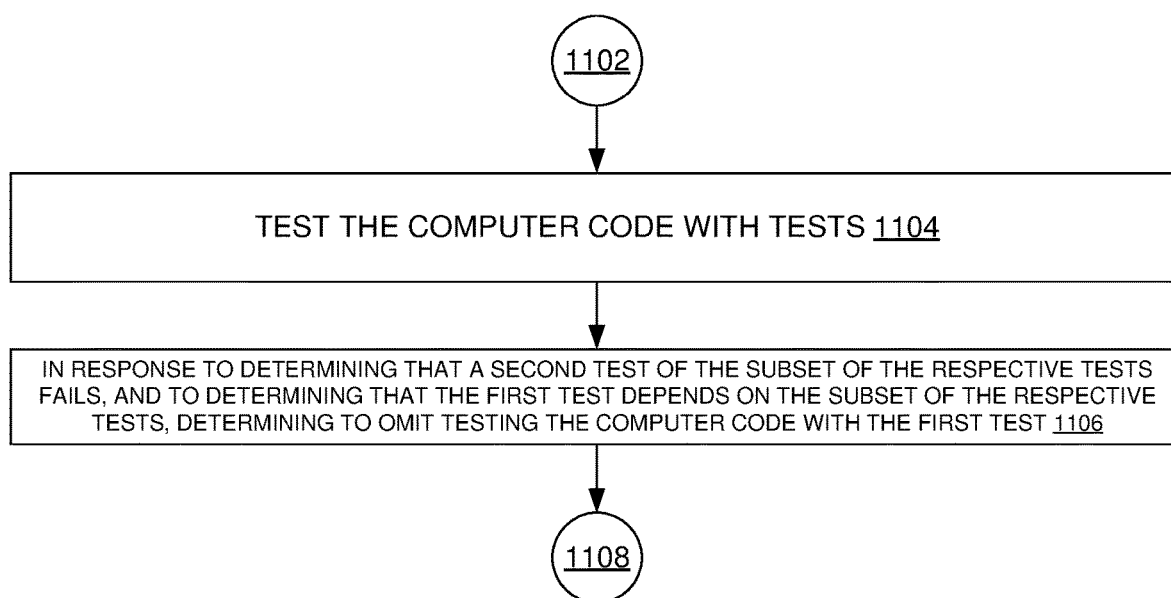 1102
TEST THE COMPUTER CODE WITH TESTS 1104
IN RESPONSE TO DETERMINING THAT A SECOND TEST OF THE SUBSET OF THE RESPECTIVE TESTS
FAILS, AND TO DETERMINING THAT THE FIRST TEST DEPENDS ON THE SUBSET OF THE RESPECTIVE
TESTS, DETERMINING TO OMIT TESTING THE COMPUTER CODE WITH THE FIRST TEST 1106
1108